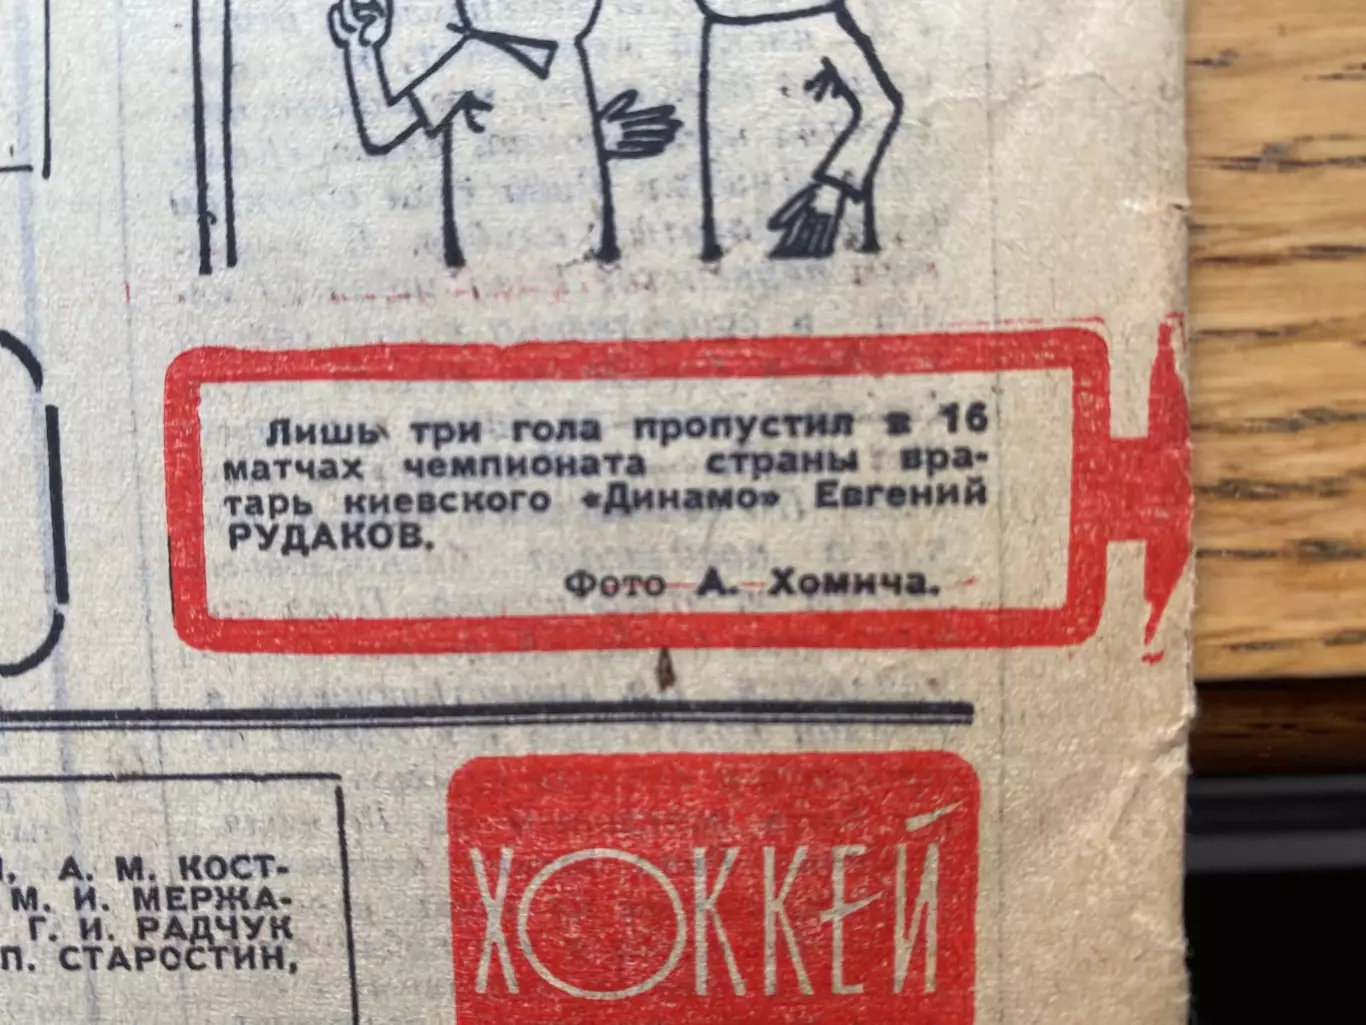 Лишь три гола пропустил в 16
матчах чемпионата страны вра-
тарь киевского «Динамо» Евгений
РУДАКОВ.
Фото А. Хомича.
А. М. КОСТ-
М. И. МЕРЖА-
Г. И. РАДЧУК
П. СТАРОСТИН,
ХОККЕЙ